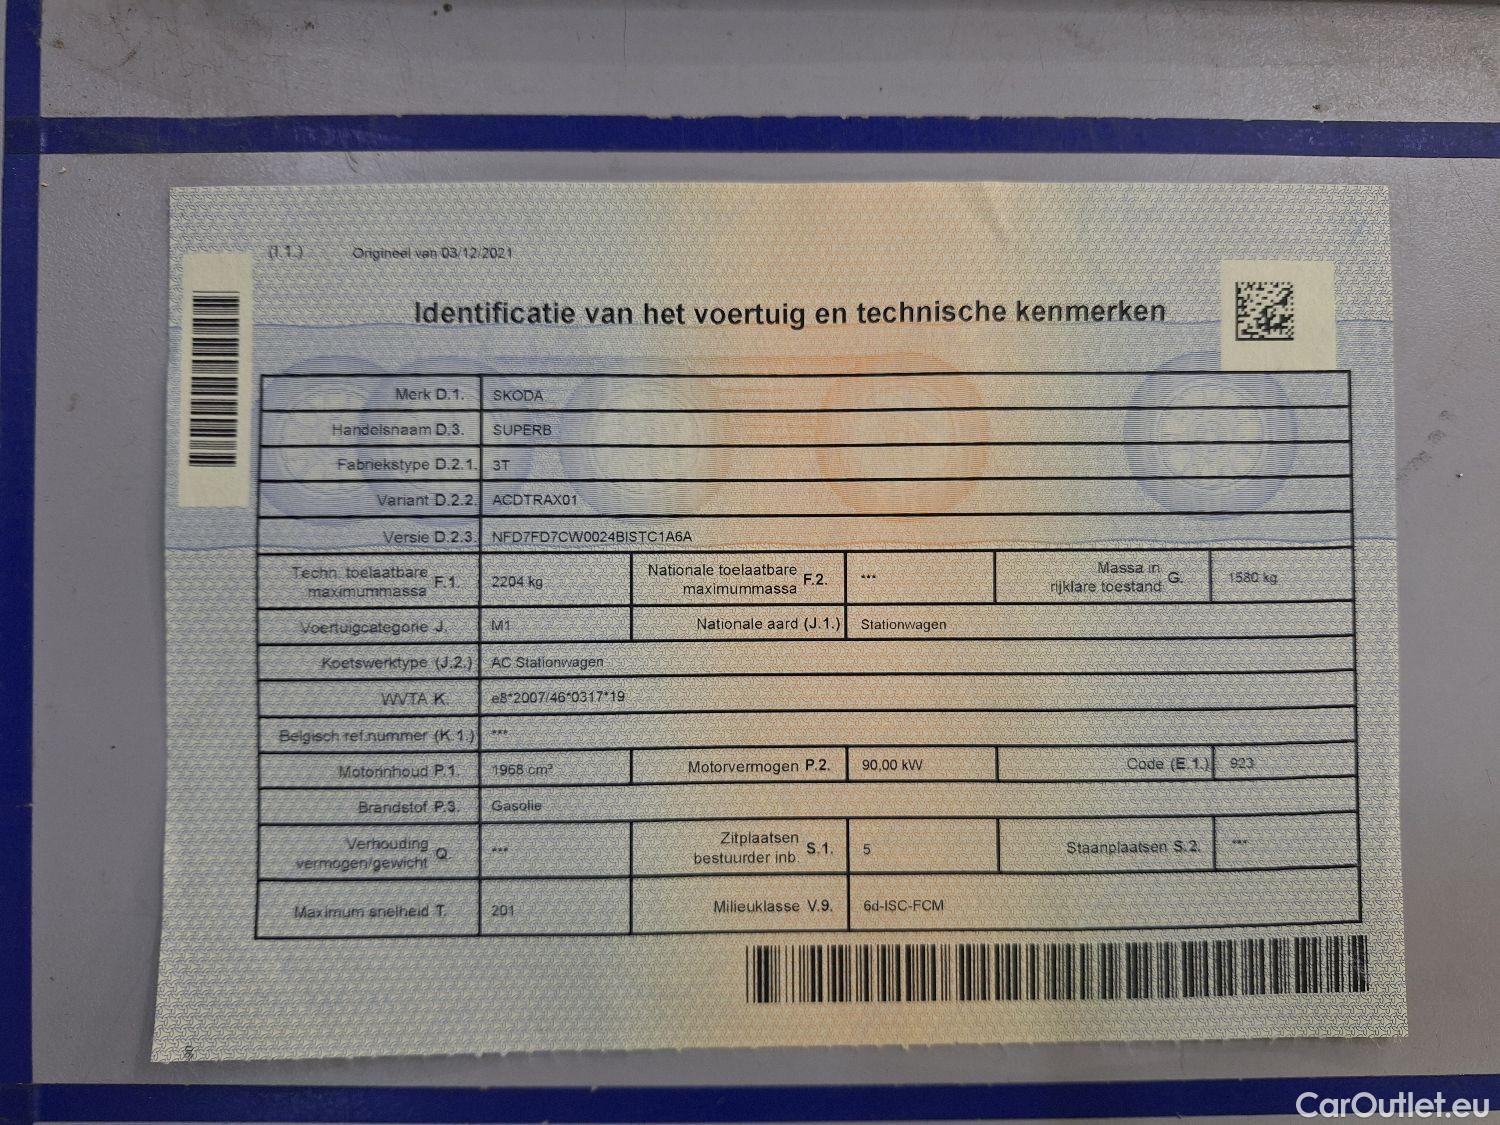 (I.1.) Origineel van 03/12/2021
Identificatie van het voertuig en technische kenmerken
Merk D.1. SKODA
Handelsnaam D.3. SUPERB
Fabriekstype D.2.1. 3T
Variant D.2.2. ACDTRAX01
Versie D.2.3. NFD7FD7CW0024BISTC1A6A
Techn. toelaatbare maximummassa F.1. 2204 kg Nationale toelaatbare maximummassa F.2. *** Massa in rijklare toestand G. 1580 kg
Voertuigcategorie J. M1 Nationale aard (J.1.) Stationwagen
Koetswerktype (J.2.) AC Stationwagen
WVTA K. e8*2007/46*0317*19
Belgisch ref.nummer (K.1.) ***
Motorinhoud P.1. 1968 cm³ Motorvermogen P.2. 90,00 kW Code (E.1.) 923
Brandstof P.3. Gasolie
Verhouding vermogen/gewicht Q. *** Zitplaatsen bestuurder inb. S.1. 5 Staanplaatsen S.2. ***
Maximum snelheid T. 201 Milieuklasse V.9. 6d-ISC-FCM
CarOutlet.eu